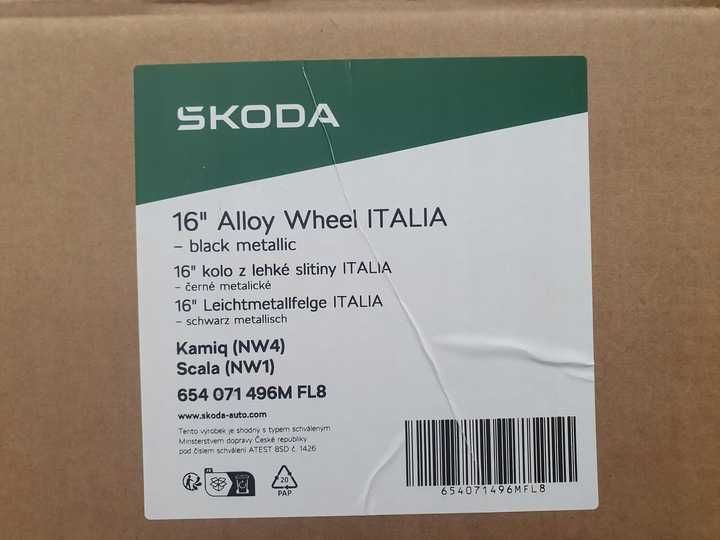 ŠKODA
16" Alloy Wheel ITALIA
– black metallic
16" kolo z lehké slitiny ITALIA
– černé metalické
16" Leichtmetallfelge ITALIA
– schwarz metallisch
Kamiq (NW4)
Scala (NW1)
654 071 496M FL8
www.skoda-auto.com
Tento výrobek je shodný s typem schváleným
Ministerstvem dopravy České republiky
pod číslem schválení ATEST 8SD č. 1426
20
PAP
654071496MFL8